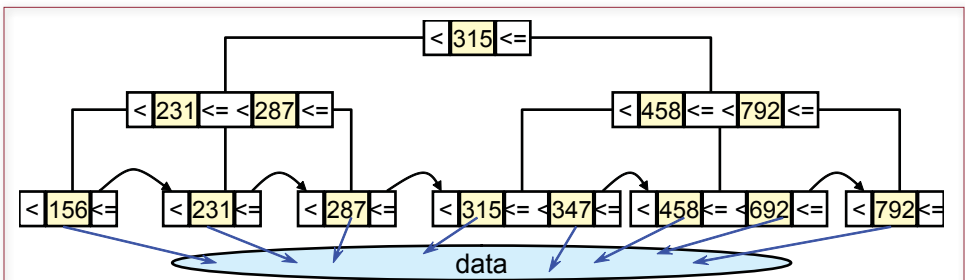 < 315 <=
< 231 <= < 287 <= < 458 <= < 792 <=
< 156 <= < 231 <= < 287 <= < 315 <= < 347 <= < 458 <= < 692 <= < 792 <=
data